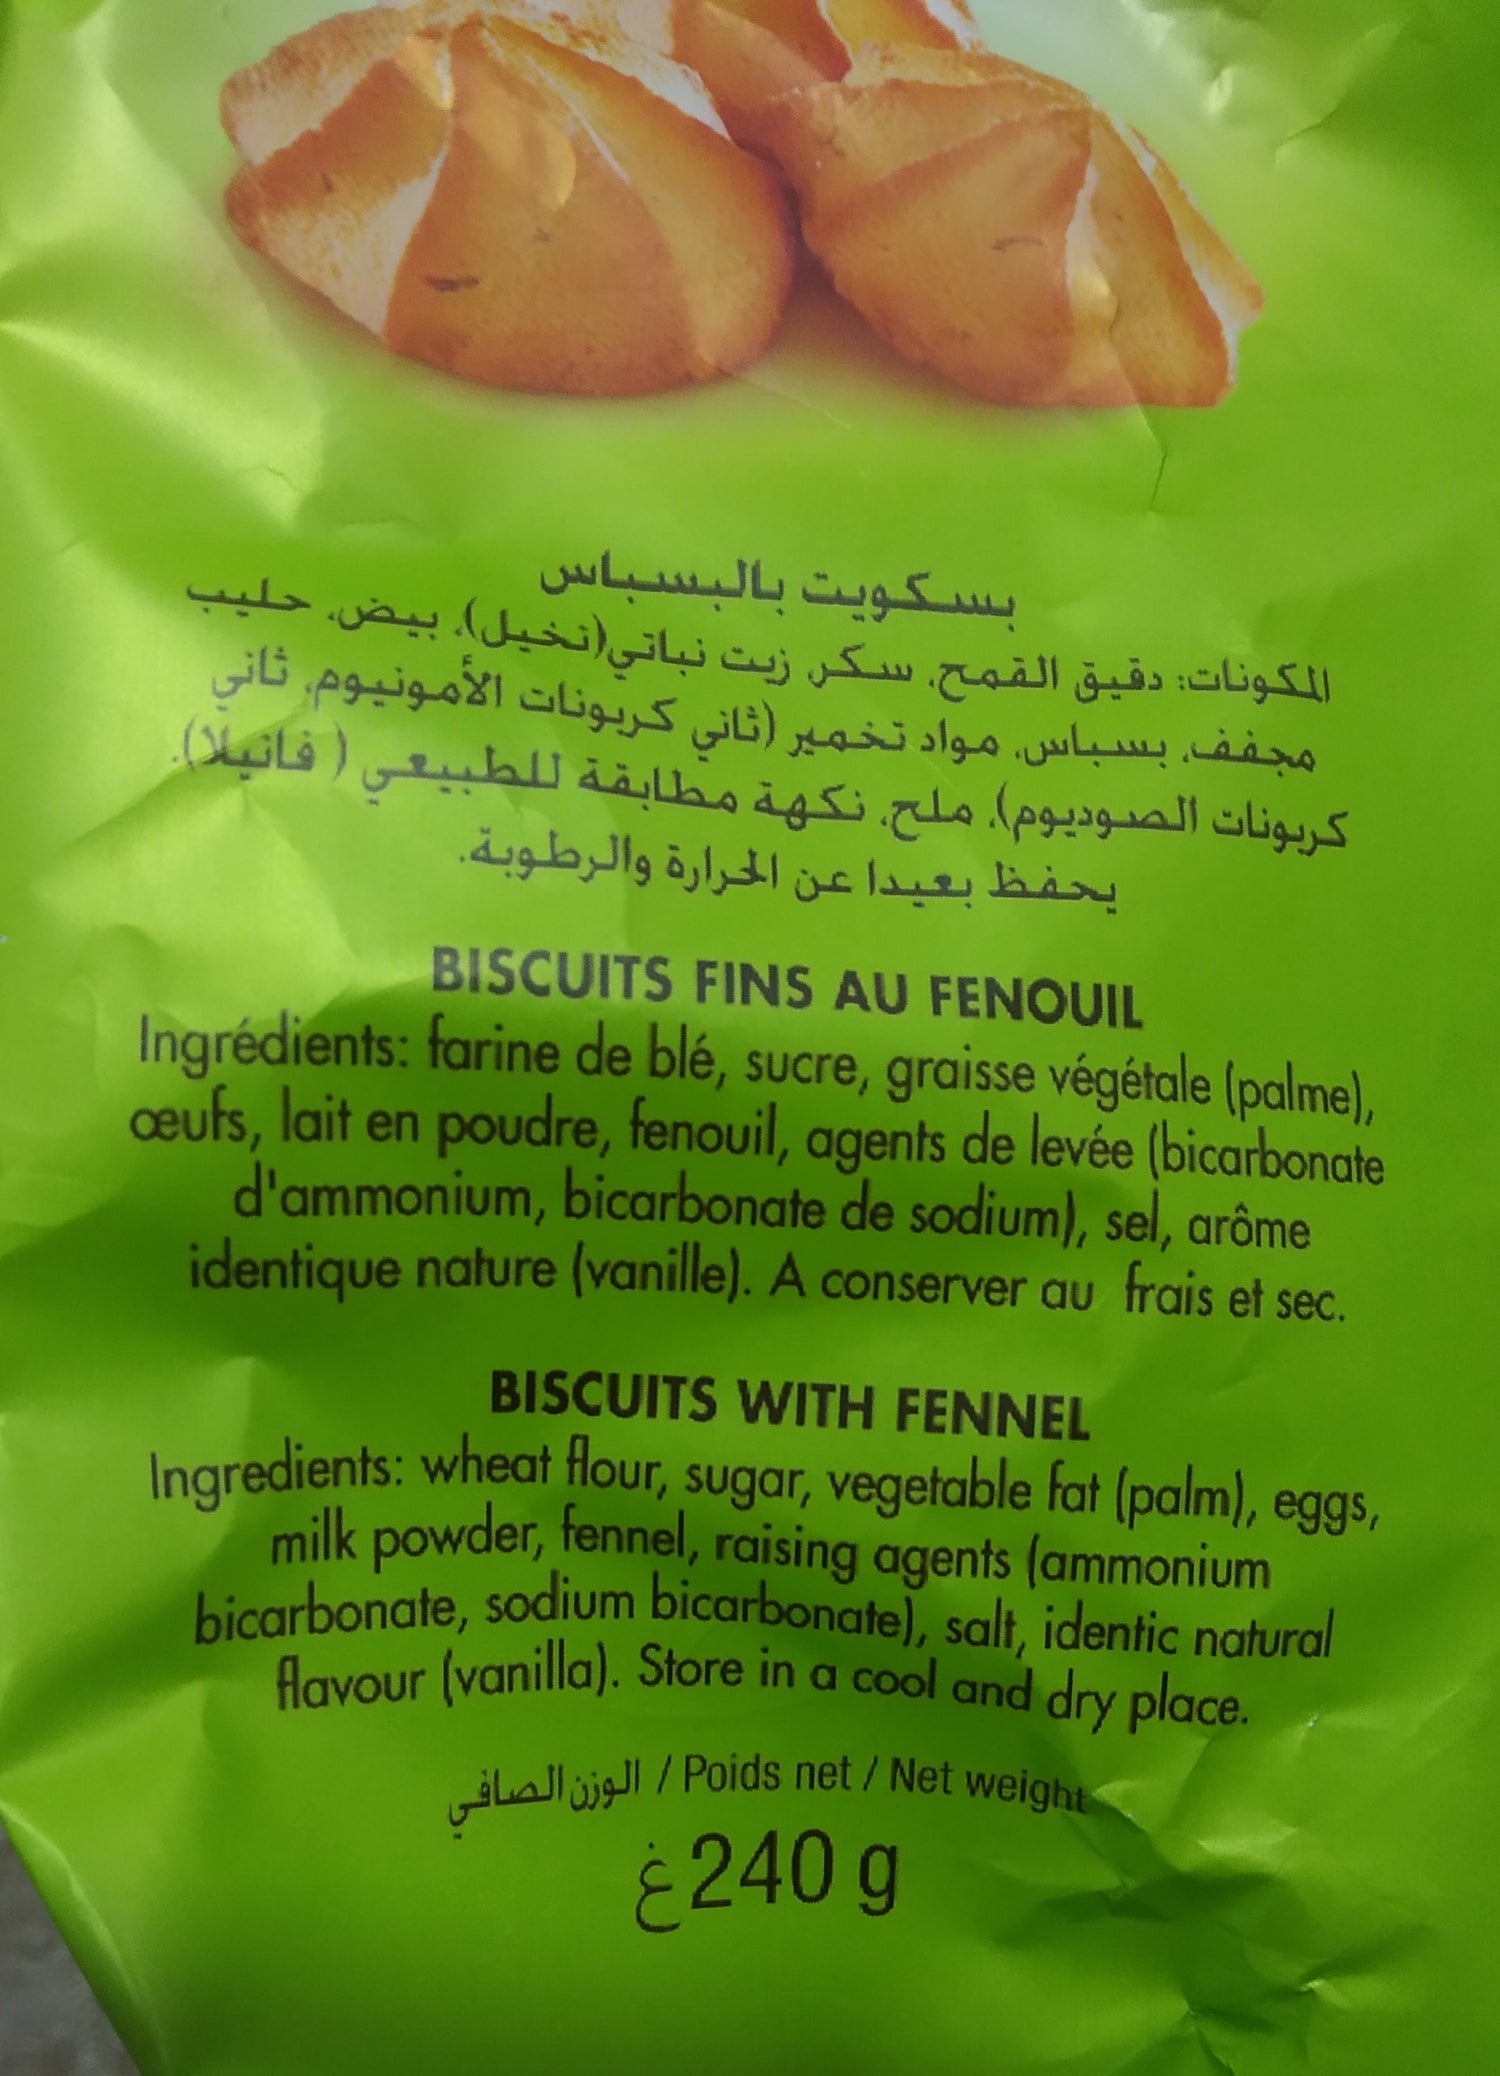 بسكويت بالبسباس
المكونات: دقيق القمح، سكر، زيت نباتي(نخيل)، بيض، حليب
مجفف، بسباس، مواد تخمير (ثاني كربونات الأمونيوم، ثاني
كربونات الصوديوم)، ملح، نكهة مطابقة للطبيعي ( فانيلا).
يحفظ بعيدا عن الحرارة والرطوبة.
BISCUITS FINS AU FENOUIL
Ingrédients: farine de blé, sucre, graisse végétale (palme),
œufs, lait en poudre, fenouil, agents de levée (bicarbonate
d'ammonium, bicarbonate de sodium), sel, arôme
identique nature (vanille). A conserver au frais et sec.
BISCUITS WITH FENNEL
Ingredients: wheat flour, sugar, vegetable fat (palm), eggs,
milk powder, fennel, raising agents (ammonium
bicarbonate, sodium bicarbonate), salt, identic natural
flavour (vanilla). Store in a cool and dry place.
الوزن الصافي / Poids net / Net weight
غ 240 g